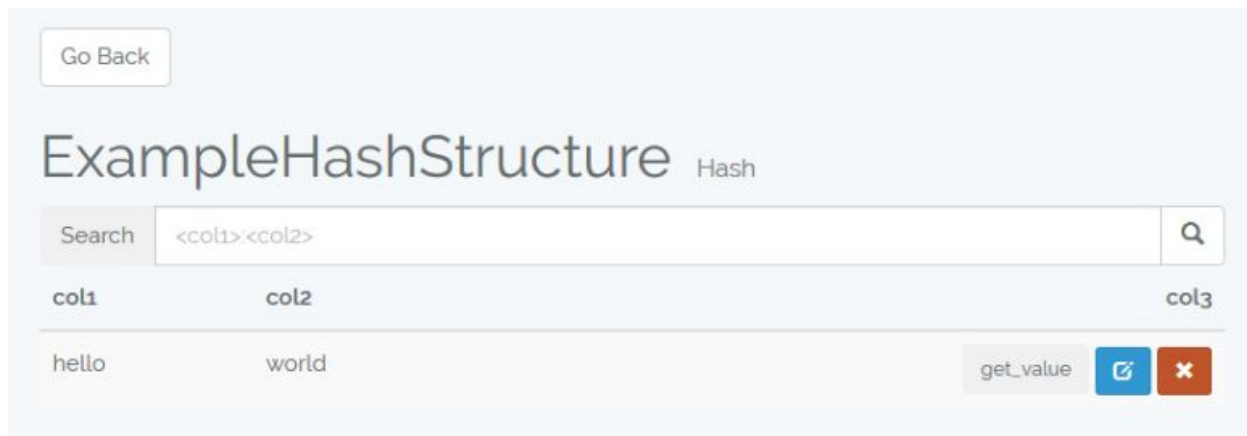 Go Back
ExampleHashStructure Hash
Search <col1>:<col2>
col1 col2 col3
hello world get_value